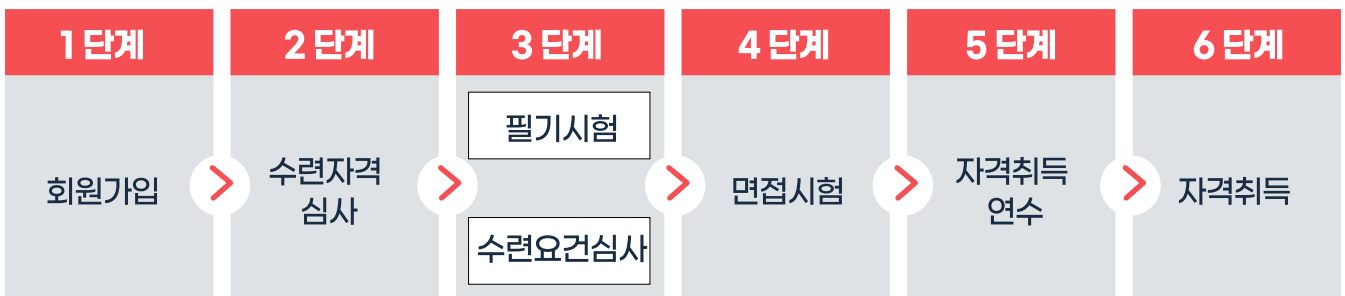 1 단계
회원가입
2 단계
수련자격
심사
3 단계
필기시험
수련요건심사
4 단계
면접시험
5 단계
자격취득
연수
6 단계
자격취득